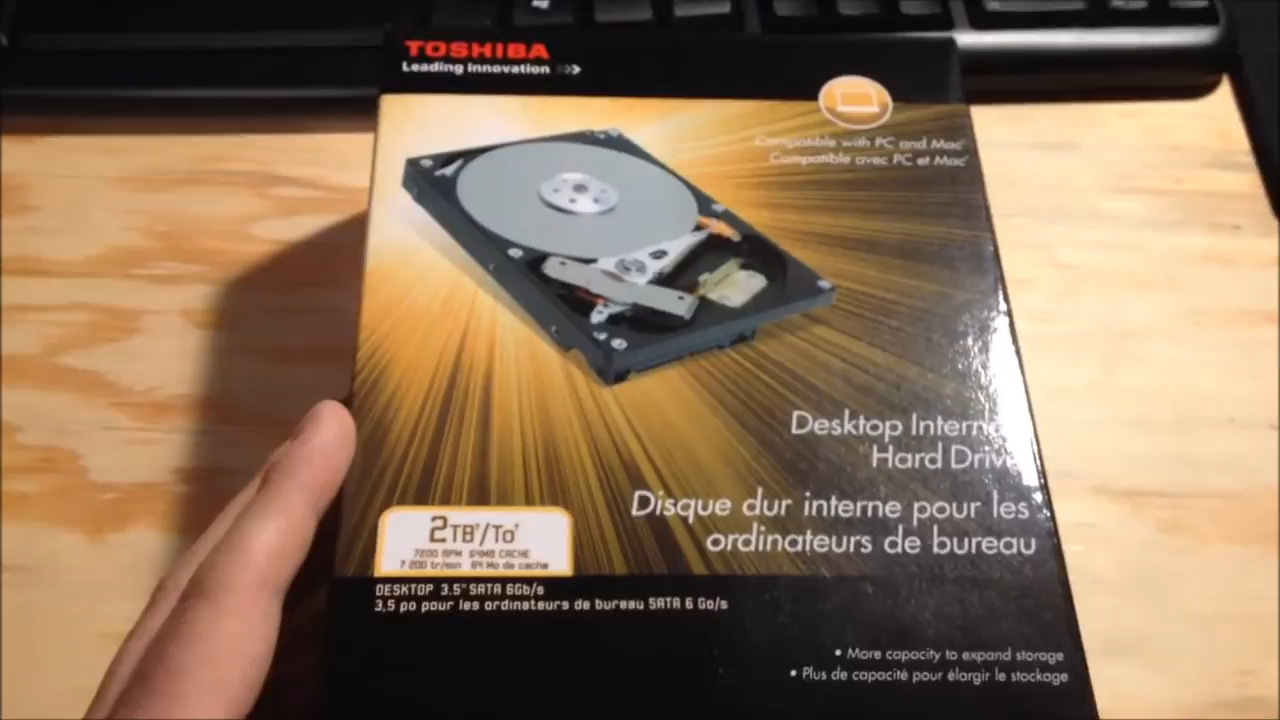 TOSHIBA
Leading Innovation >>>
Compatible with PC and Mac
Compatible avec PC et Mac
Desktop Intern
Hard Driv
Disque dur interne pour les
ordinateurs de bureau
2TB/To
7200 RPM 64MB CACHE
7 200 tr/min 64 Mo de cache
DESKTOP 3.5" SATA 6Gb/s
3,5 po pour les ordinateurs de bureau SATA 6 Go/s
• More capacity to expand storage
• Plus de capacité pour élargir le stockage